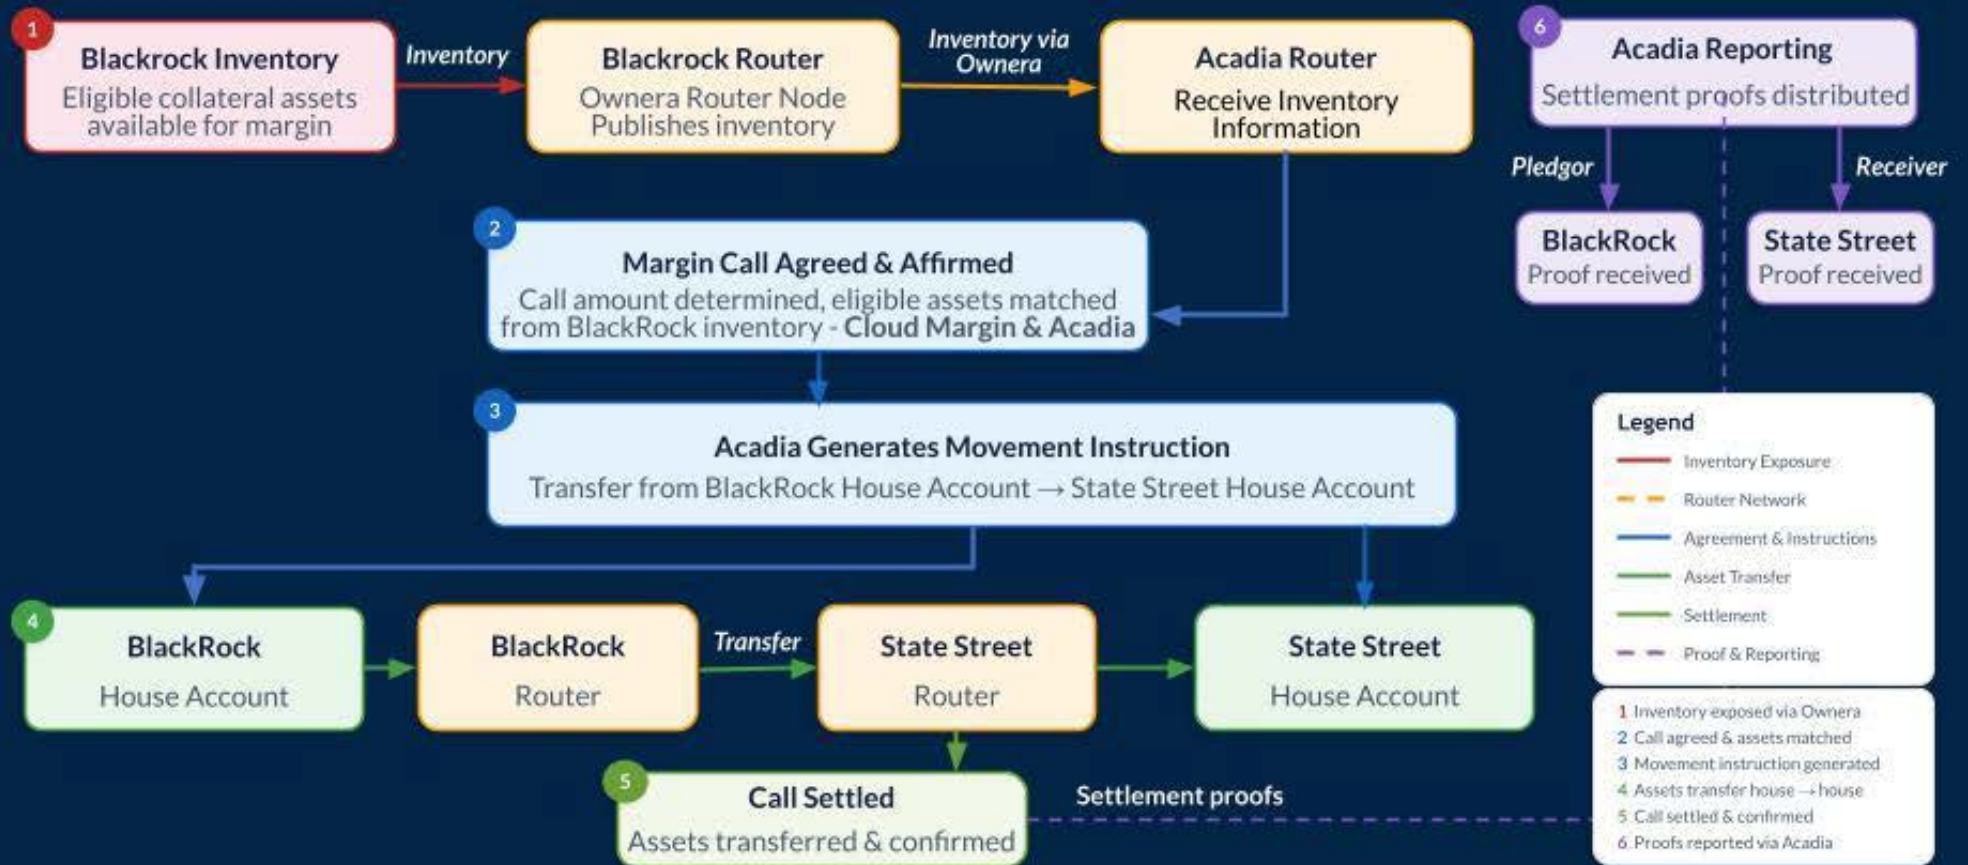 1
Blackrock Inventory
Eligible collateral assets
available for margin
Inventory
Blackrock Router
Ownera Router Node
Publishes inventory
Inventory via
Ownera
Acadia Router
Receive Inventory
Information
6
Acadia Reporting
Settlement proofs distributed
Pledgor
Receiver
BlackRock
Proof received
State Street
Proof received
2
Margin Call Agreed & Affirmed
Call amount determined, eligible assets matched
from BlackRock inventory - Cloud Margin & Acadia
3
Acadia Generates Movement Instruction
Transfer from BlackRock House Account → State Street House Account
4
BlackRock
House Account
BlackRock
Router
Transfer
State Street
Router
State Street
House Account
5
Call Settled
Assets transferred & confirmed
Settlement proofs
Legend
Inventory Exposure
Router Network
Agreement & Instructions
Asset Transfer
Settlement
Proof & Reporting
1 Inventory exposed via Ownera
2 Call agreed & assets matched
3 Movement instruction generated
4 Assets transfer house → house
5 Call settled & confirmed
6 Proofs reported via Acadia